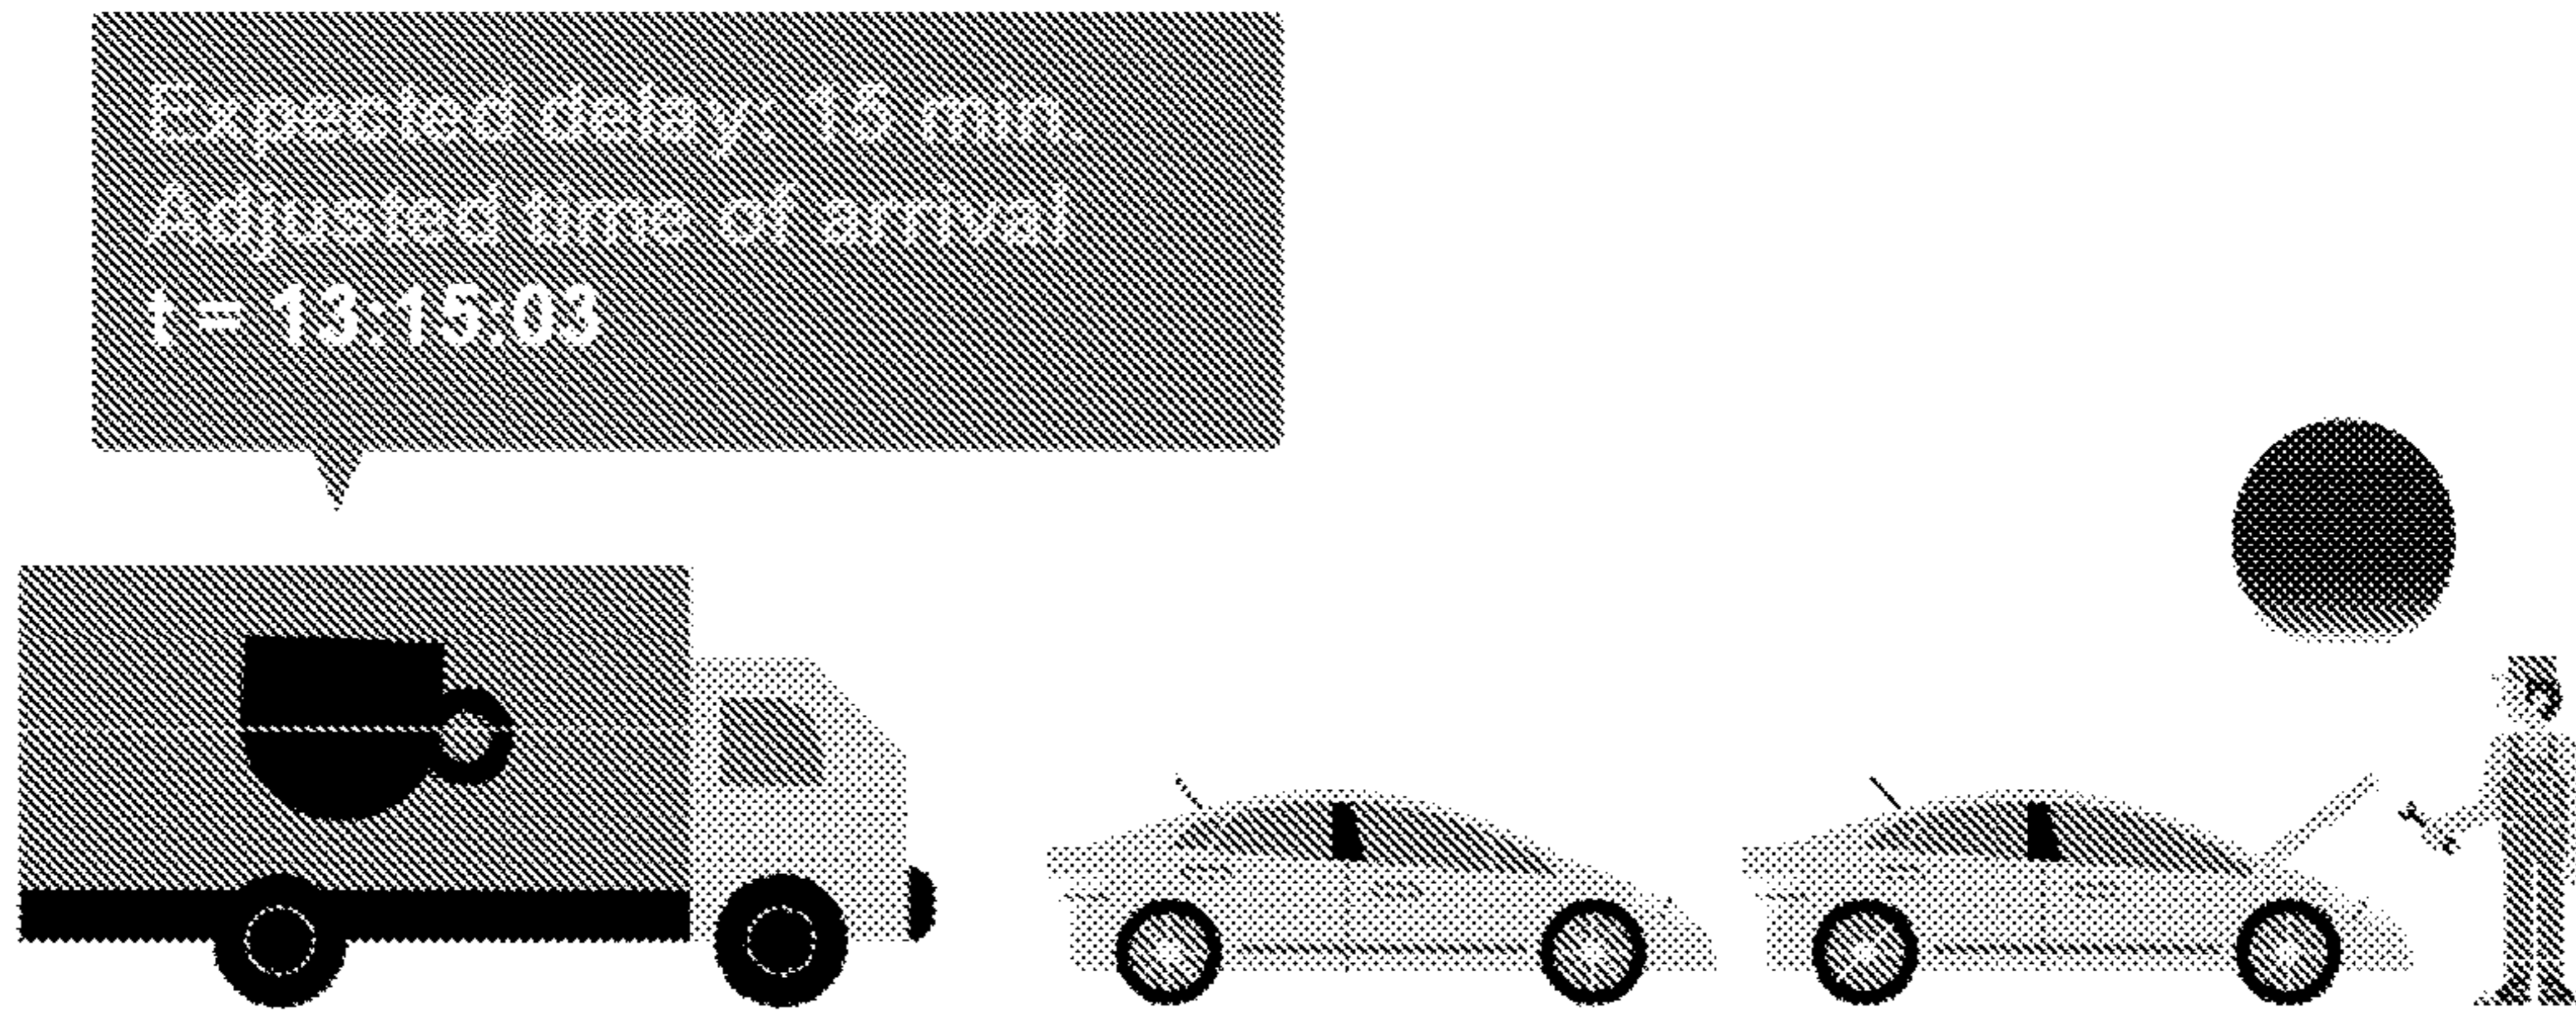 Expected delay: 15 min.
Adjusted time of arrival
t = 13:15:03